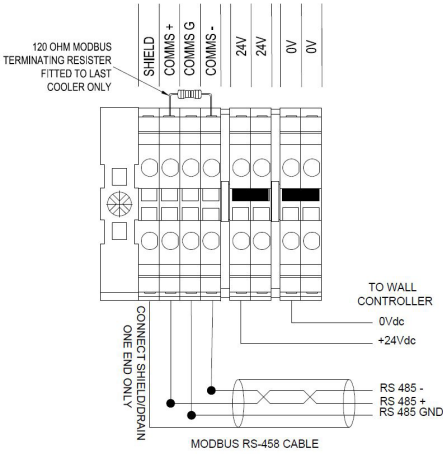 120 OHM MODBUS
TERMINATING RESISTER
FITTED TO LAST
COOLER ONLY
SHIELD
COMMS +
COMMS G
COMMS -
24V
24V
0V
0V
TO WALL
CONTROLLER
0Vdc
+24Vdc
CONNECT SHIELD/DRAIN
ONE END ONLY
RS 485 -
RS 485 +
RS 485 GND
MODBUS RS-458 CABLE